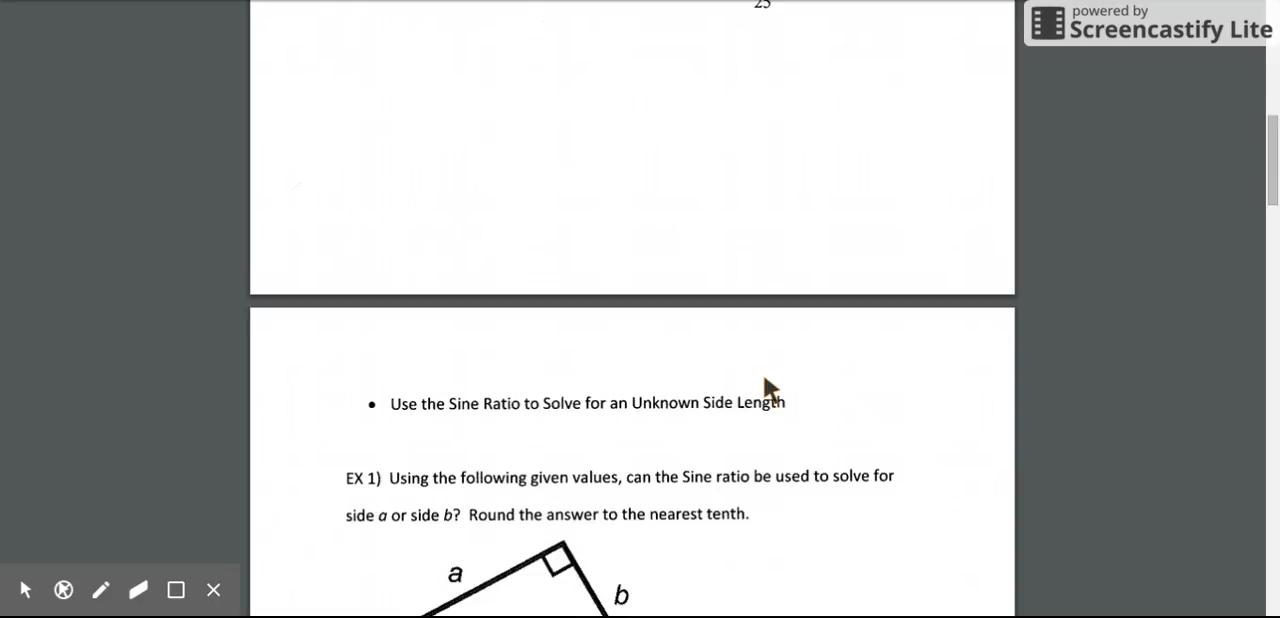 25
powered by
Screencastify Lite
• Use the Sine Ratio to Solve for an Unknown Side Length
EX 1) Using the following given values, can the Sine ratio be used to solve for
side a or side b? Round the answer to the nearest tenth.
a
b